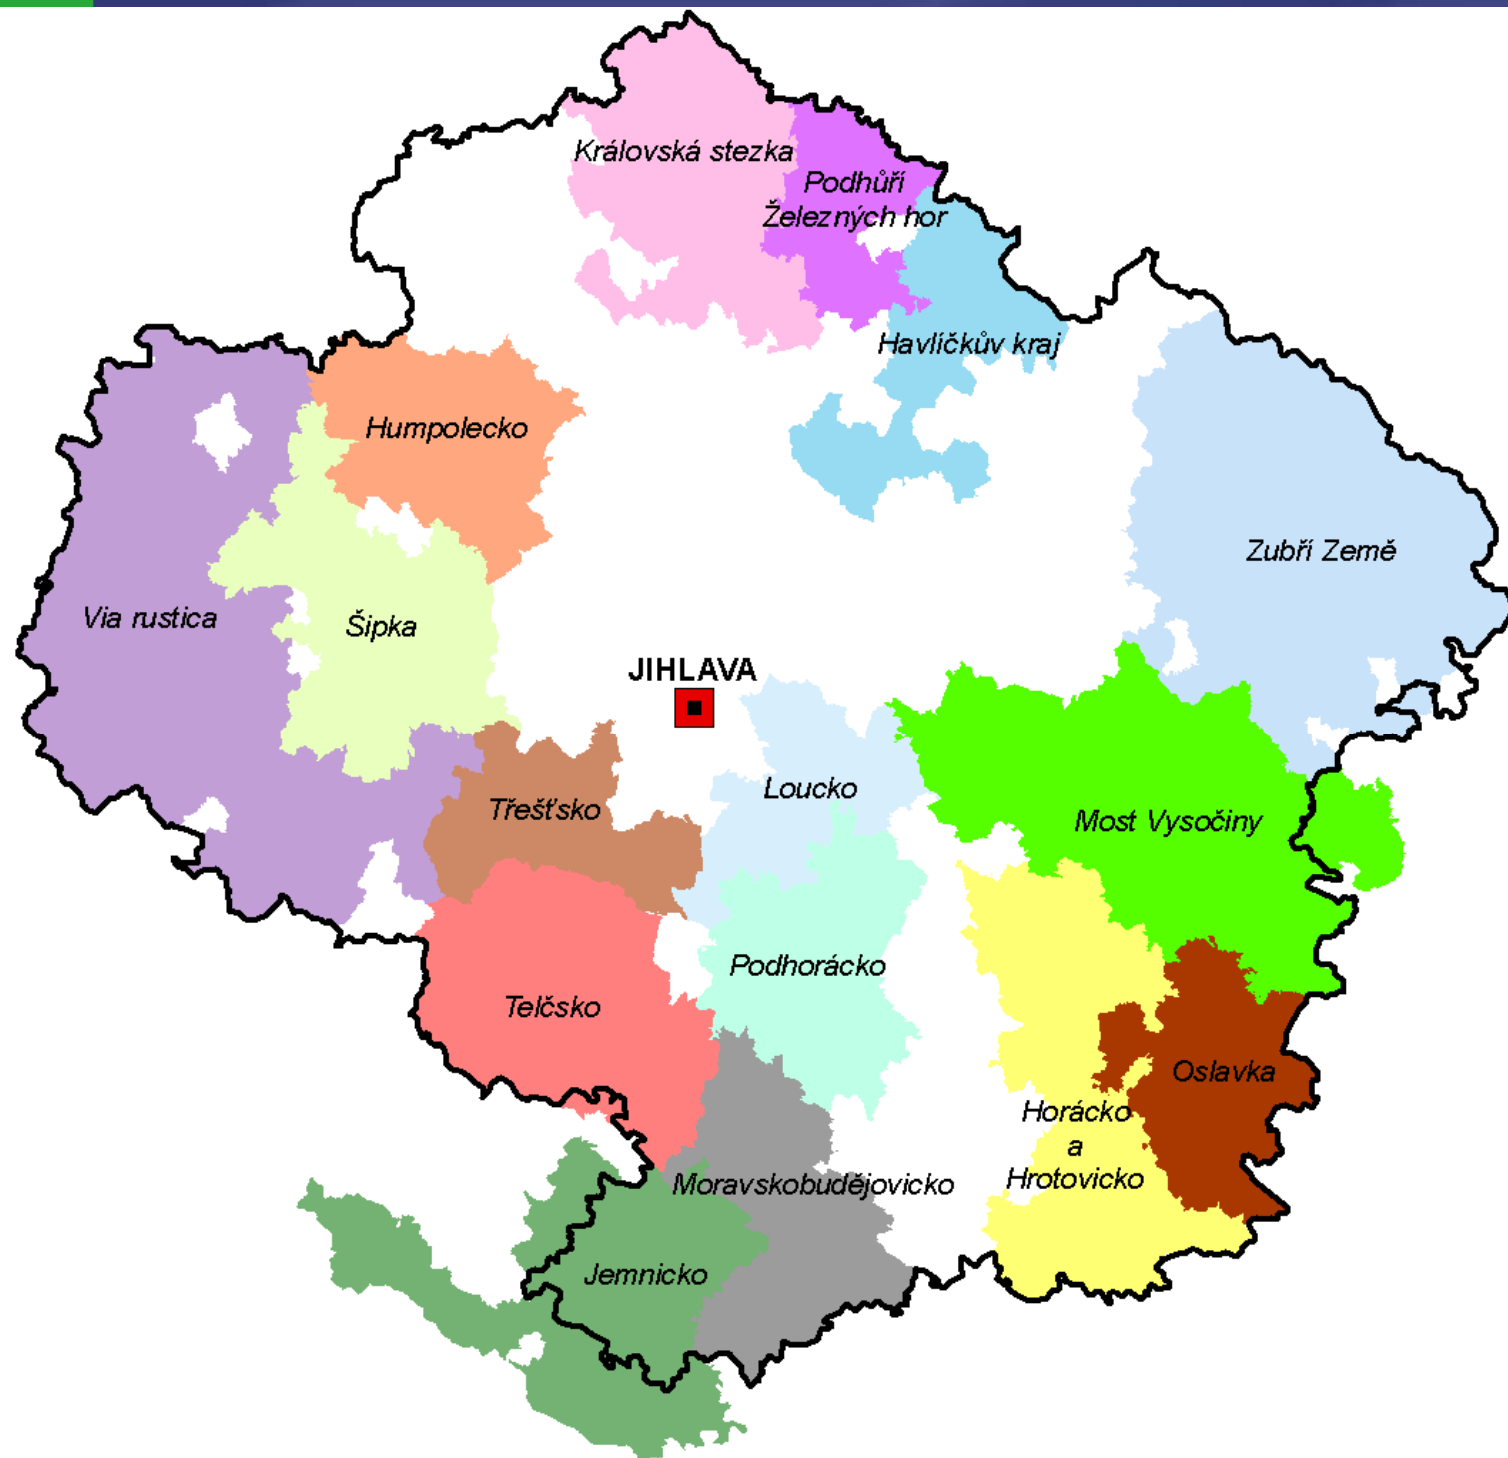 Královská stezka
Podhůří
Železných hor
Havlíčkův kraj
Humpolecko
Zubří Země
Via rustica
Šipka
JIHLAVA
Loucko
Třešťsko
Most Vysočiny
Podhorácko
Telčsko
Oslavka
Horácko
a
Hrotovicko
Moravskobudějovicko
Jemnicko